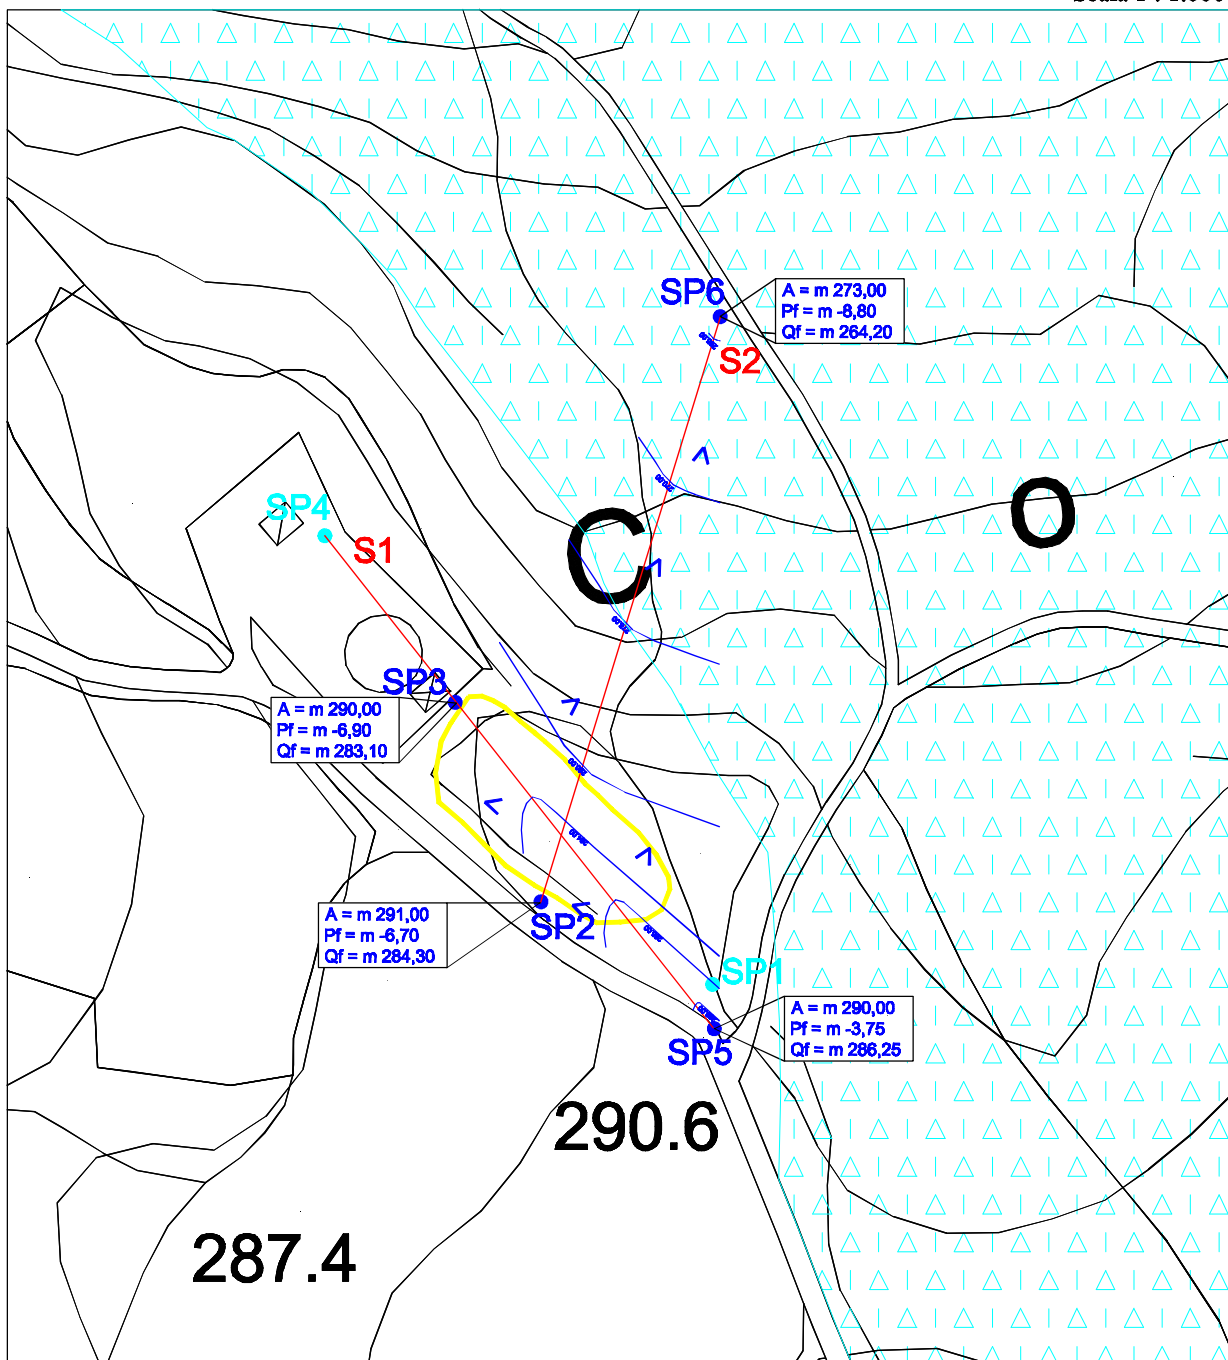 SP6
A = m 273,00
Pf = m -8,80
Qf = m 264,20
S2
270,00
C
O
SP4
S1
SP3
A = m 290,00
Pf = m -6,90
Qf = m 283,10
A = m 291,00
Pf = m -6,70
Qf = m 284,30
SP2
SP1
A = m 290,00
Pf = m -3,75
Qf = m 286,25
SP5
290.6
287.4